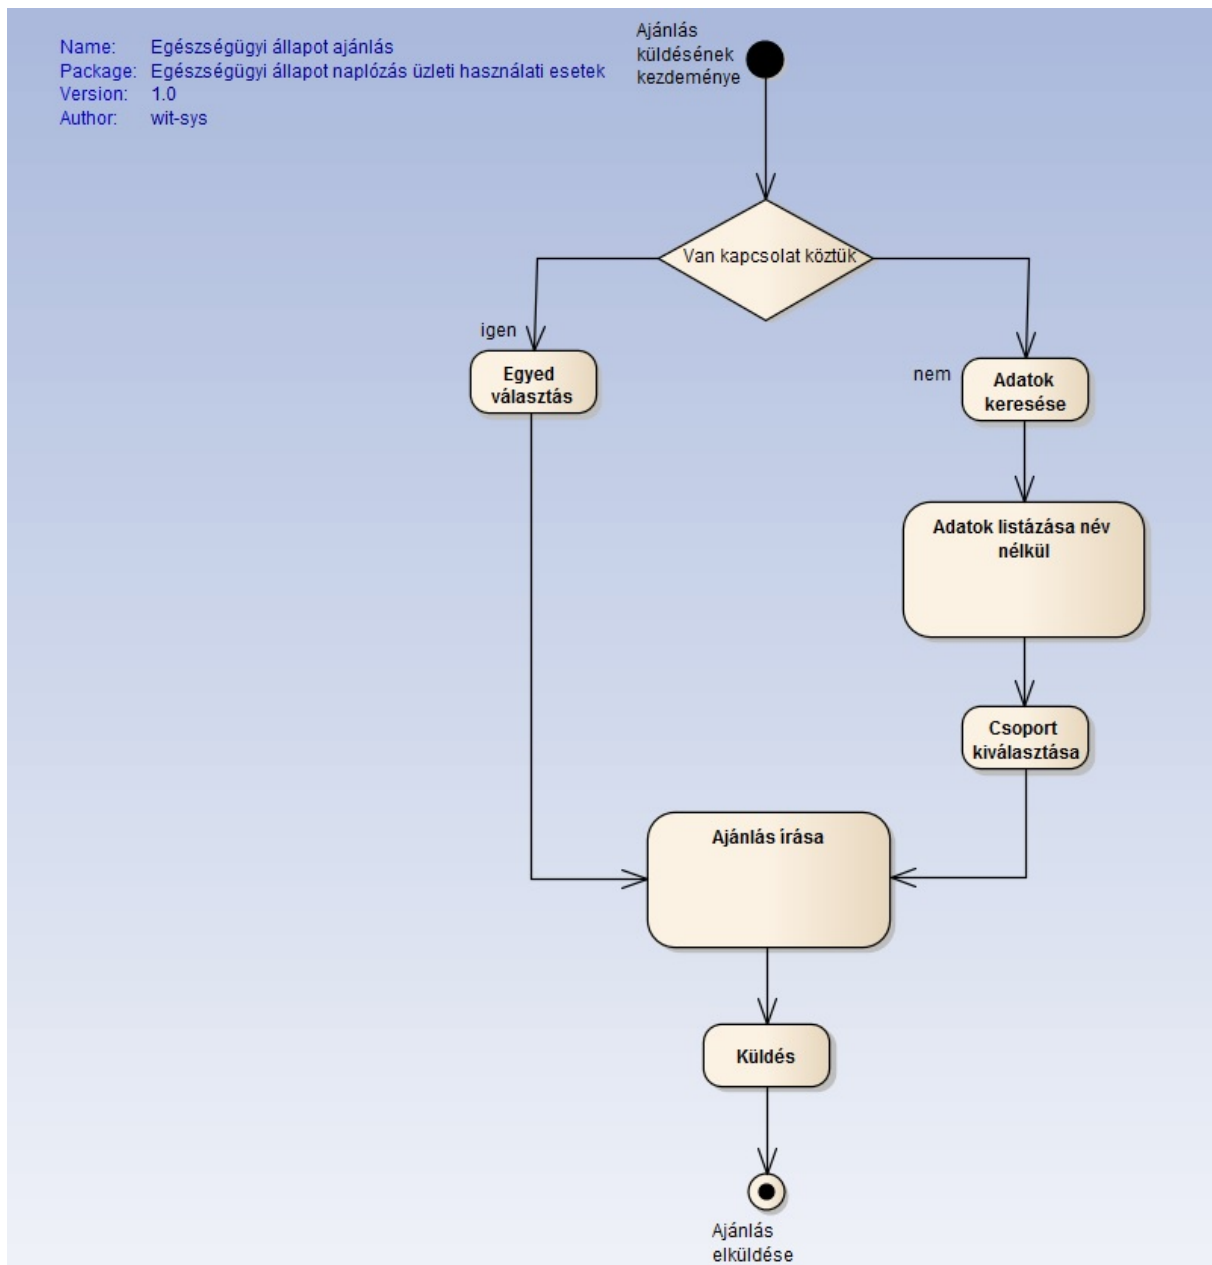 Name: Egészségügyi állapot ajánlás
Package: Egészségügyi állapot naplózás üzleti használati esetek
Version: 1.0
Author: wit-sys
Ajánlás
küldésének
kezdeménye
Van kapcsolat köztük
igen
Egyed
választás
nem
Adatok
keresése
Adatok listázása név
nélkül
Csoport
kiválasztása
Ajánlás írása
Küldés
Ajánlás
elküldése